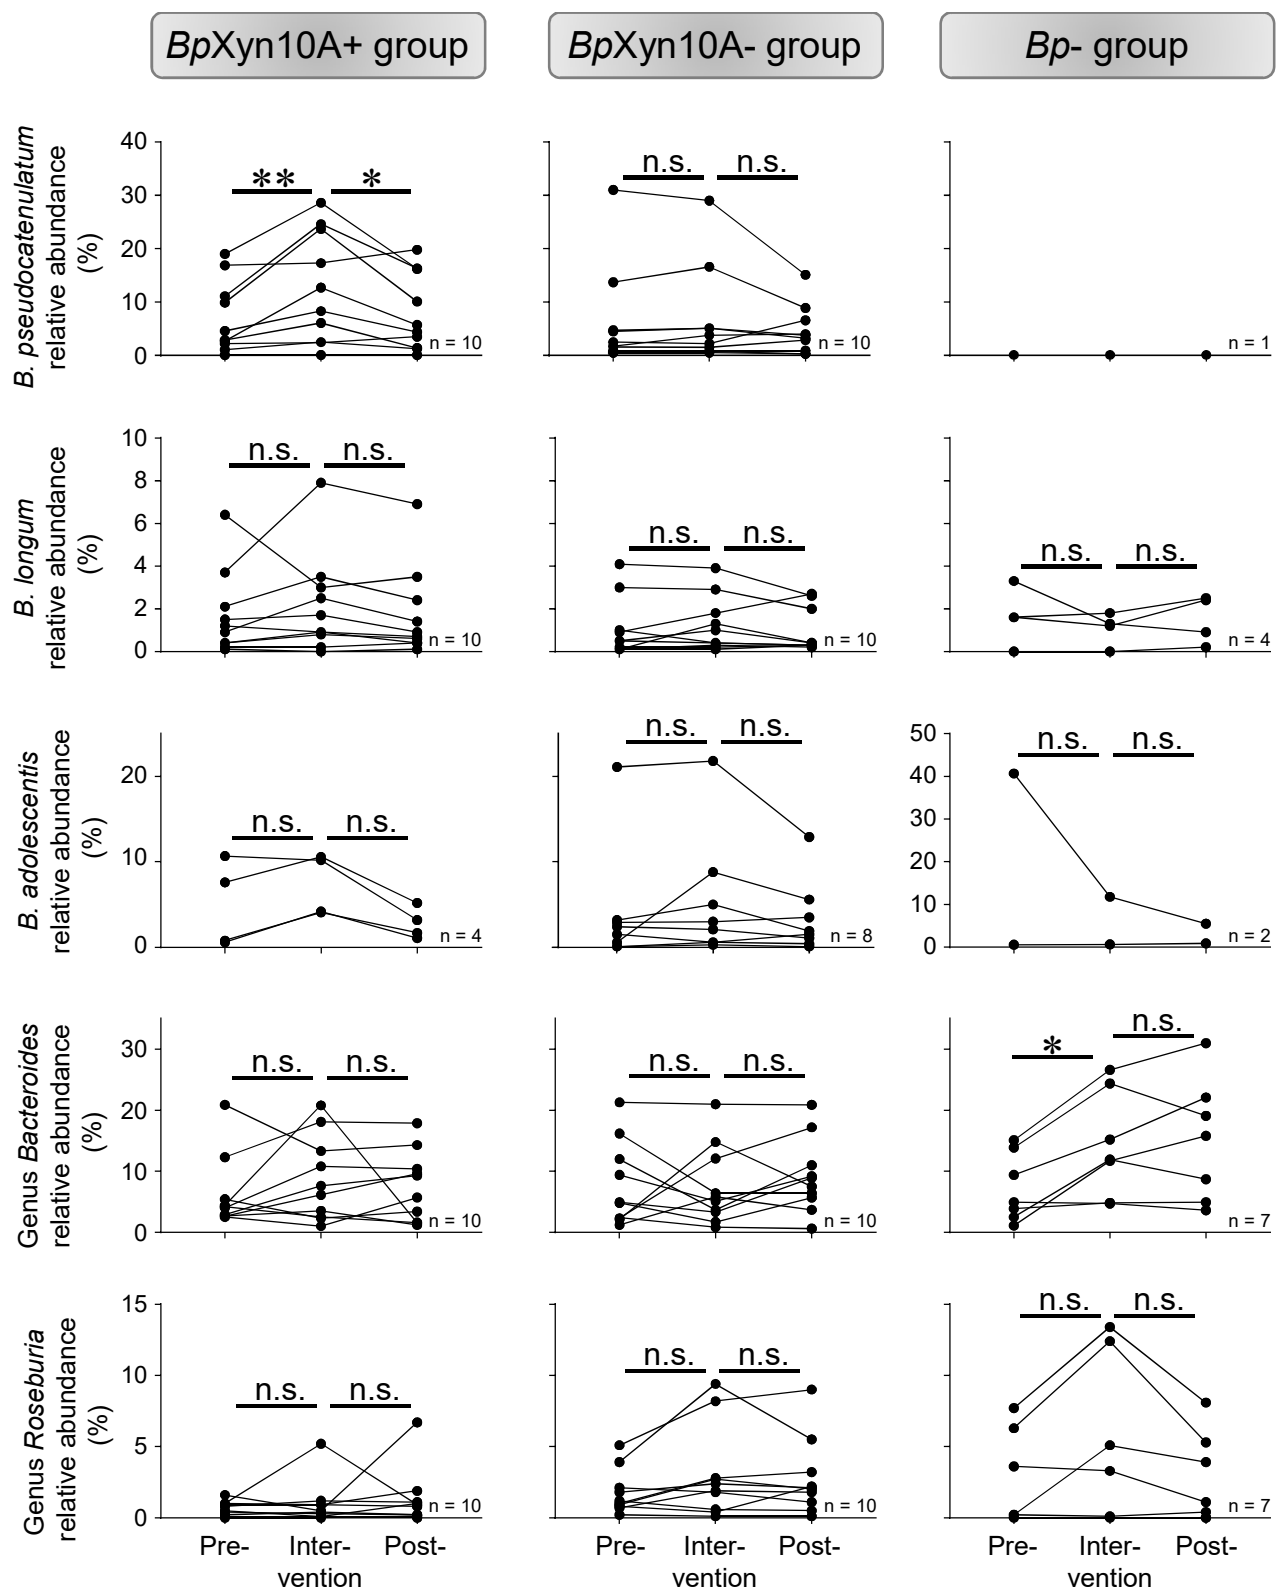 BpXyn10A+ group
BpXyn10A- group
Bp- group
B. pseudocatenulatum
relative abundance
(%)
40
30
20
10
0
**
*
n = 10
n.s.
n.s.
n = 10
n = 1
B. longum
relative abundance
(%)
10
8
6
4
2
0
n.s.
n.s.
n = 10
n.s.
n.s.
n = 10
n.s.
n.s.
n = 4
B. adolescentis
relative abundance
(%)
20
10
0
n.s.
n.s.
n = 4
n.s.
n.s.
n = 8
50
40
30
20
10
0
n.s.
n.s.
n = 2
Genus Bacteroides
relative abundance
(%)
30
20
10
0
n.s.
n.s.
n = 10
n.s.
n.s.
n = 10
*
n.s.
n = 7
Genus Roseburia
relative abundance
(%)
15
10
5
0
n.s.
n.s.
n = 10
n.s.
n.s.
n = 10
n.s.
n.s.
n = 7
Pre-
Inter-
vention
Post-
Pre-
Inter-
vention
Post-
Pre-
Inter-
vention
Post-